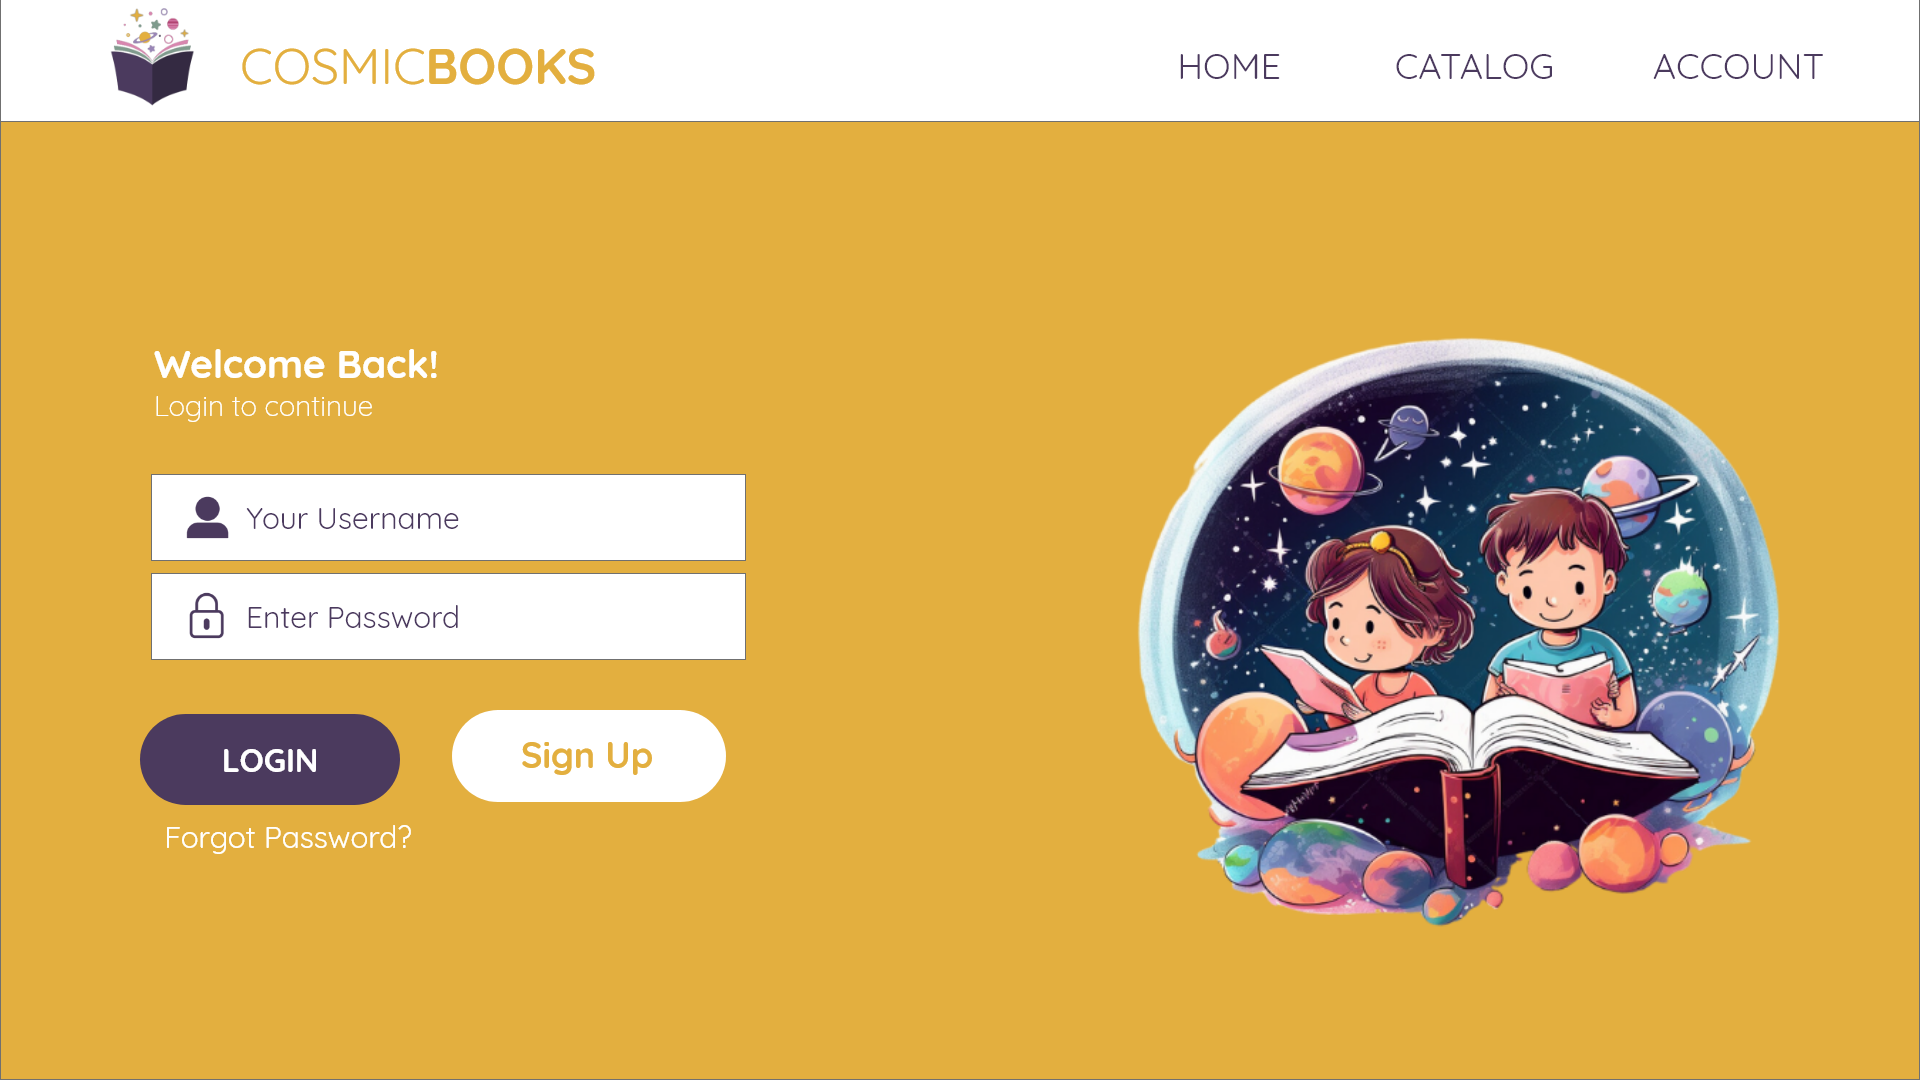 COSMICBOOKS
HOME CATALOG ACCOUNT
Welcome Back!
Login to continue
Your Username
Enter Password
LOGIN Sign Up
Forgot Password?